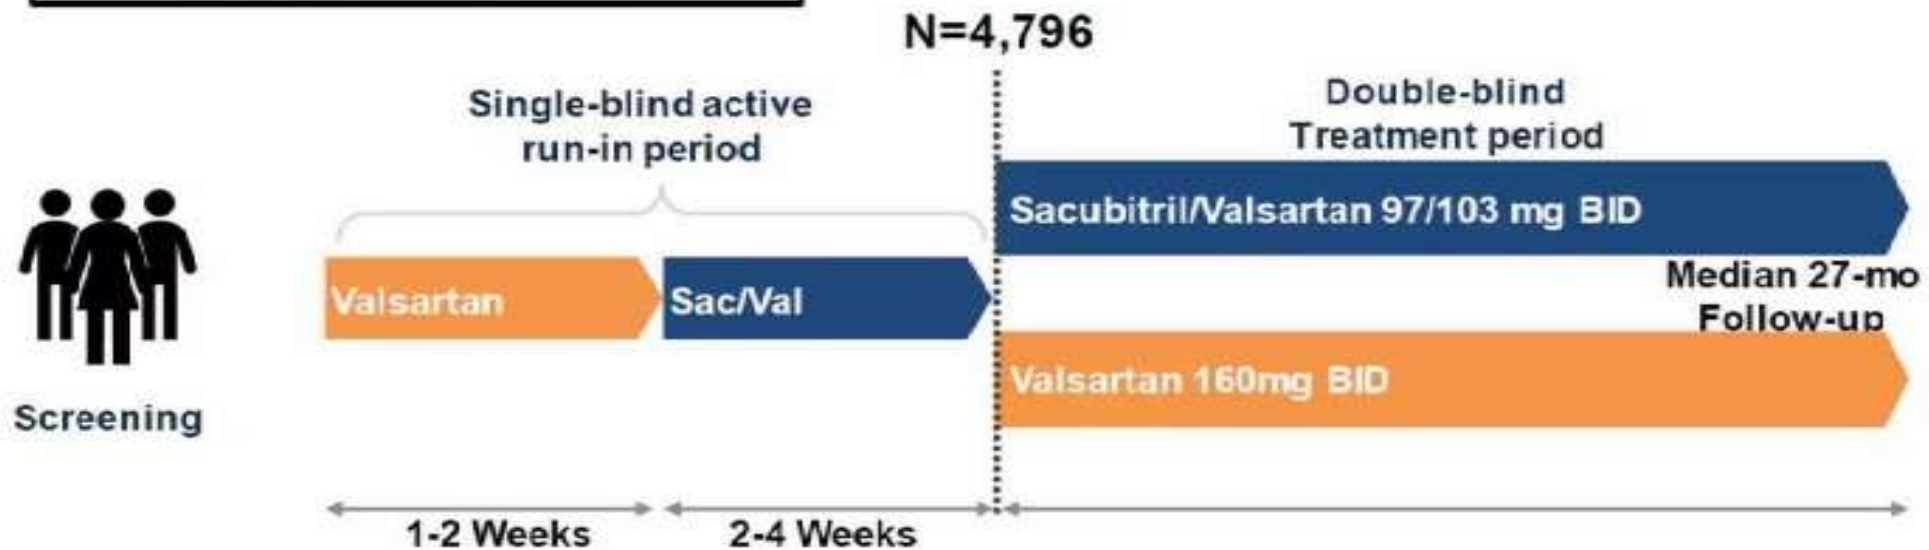 N=4,796
Single-blind active
run-in period
Double-blind
Treatment period
Sacubitril/Valsartan 97/103 mg BID
Valsartan
Sac/Val
Median 27-mo
Follow-up
Valsartan 160mg BID
Screening
1-2 Weeks
2-4 Weeks